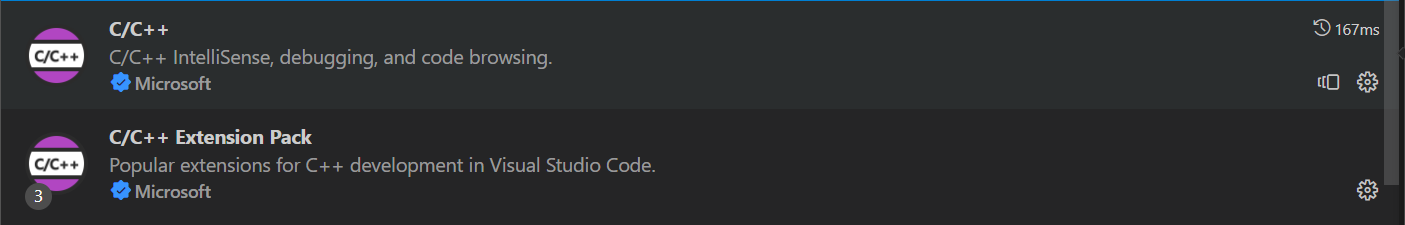 C/C++
167ms
C/C++
C/C++ IntelliSense, debugging, and code browsing.
Microsoft
C/C++ Extension Pack
C/C++
Popular extensions for C++ development in Visual Studio Code.
3
Microsoft